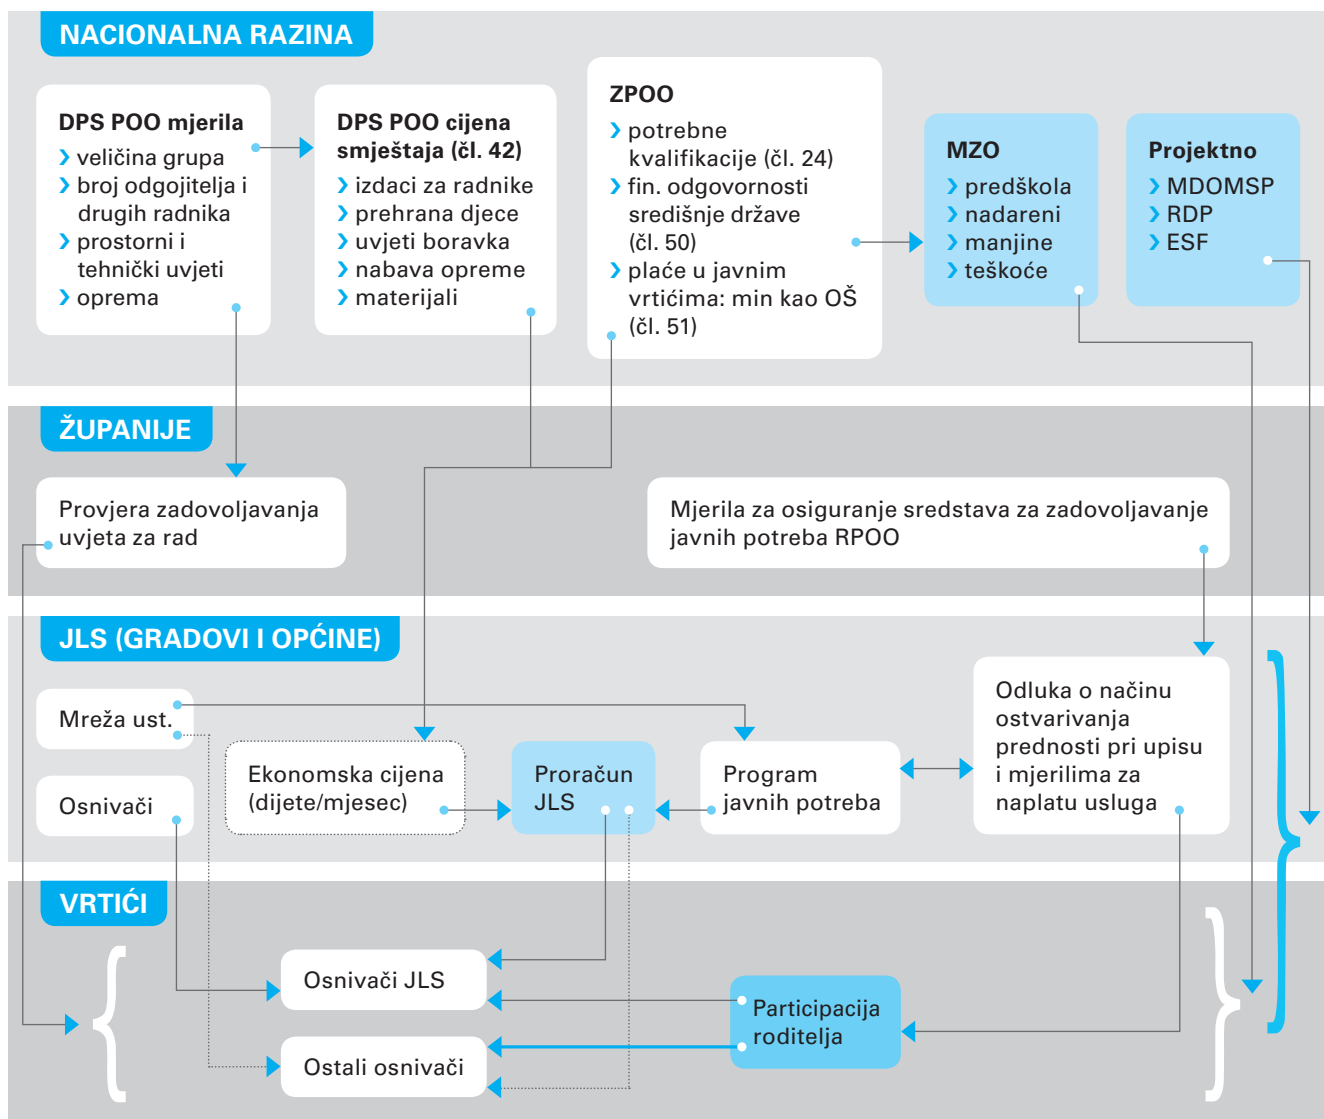 NACIONALNA RAZINA
DPS POO mjerila
› veličina grupa
› broj odgojitelja i
drugih radnika
› prostorni i
tehnički uvjeti
› oprema
DPS POO cijena
smještaja (čl. 42)
› izdaci za radnike
› prehrana djece
› uvjeti boravka
› nabava opreme
› materijali
ZPOO
› potrebne
kvalifikacije (čl. 24)
› fin. odgovornosti
središnje države
(čl. 50)
› plaće u javnim
vrtićima: min kao OŠ
(čl. 51)
MZO
› predškola
› nadareni
› manjine
› teškoće
Projektno
› MDOMSP
› RDP
› ESF
ŽUPANIJE
Provjera zadovoljavanja
uvjeta za rad
Mjerila za osiguranje sredstava za zadovoljavanje
javnih potreba RPOO
JLS (GRADOVI I OPĆINE)
Mreža ust.
Osnivači
Ekonomska cijena
(dijete/mjesec)
Proračun
JLS
Program
javnih potreba
Odluka o načinu
ostvarivanja
prednosti pri upisu
i mjerilima za
naplatu usluga
VRTIĆI
Osnivači JLS
Ostali osnivači
Participacija
roditelja